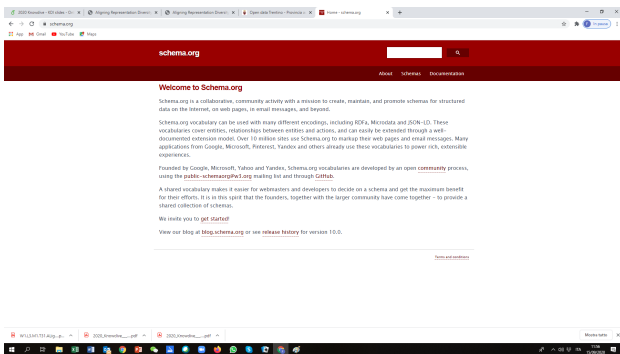 schema.org
App Gmail YouTube Maps
schema.org
About Schemas Documentation
Welcome to Schema.org
Schema.org is a collaborative, community activity with a mission to create, maintain, and promote schemas for structured
data on the Internet, on web pages, in email messages, and beyond.
Schema.org vocabulary can be used with many different encodings, including RDFa, Microdata and JSON-LD. These
vocabularies cover entities, relationships between entities and actions, and can easily be extended through a well-
documented extension model. Over 10 million sites use Schema.org to markup their web pages and email messages. Many
applications from Google, Microsoft, Pinterest, Yandex and others already use these vocabularies to power rich, extensible
experiences.
Founded by Google, Microsoft, Yahoo and Yandex, Schema.org vocabularies are developed by an open community process,
using the public-schemaorg@w3.org mailing list and through GitHub.
A shared vocabulary makes it easier for webmasters and developers to decide on a schema and get the maximum benefit
for their efforts. It is in this spirit that the founders, together with the larger community have come together - to provide a
shared collection of schemas.
We invite you to get started!
View our blog at blog.schema.org or see release history for version 10.0.
Terms and conditions
Mostra tutto
ITA 11:56